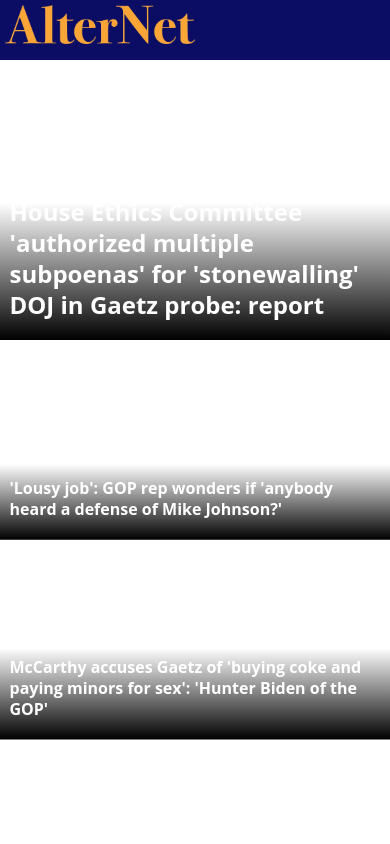 AlterNet
House Ethics Committee
'authorized multiple
subpoenas' for 'stonewalling'
DOJ in Gaetz probe: report
'Lousy job': GOP rep wonders if 'anybody
heard a defense of Mike Johnson?'
McCarthy accuses Gaetz of 'buying coke and
paying minors for sex': 'Hunter Biden of the
GOP'